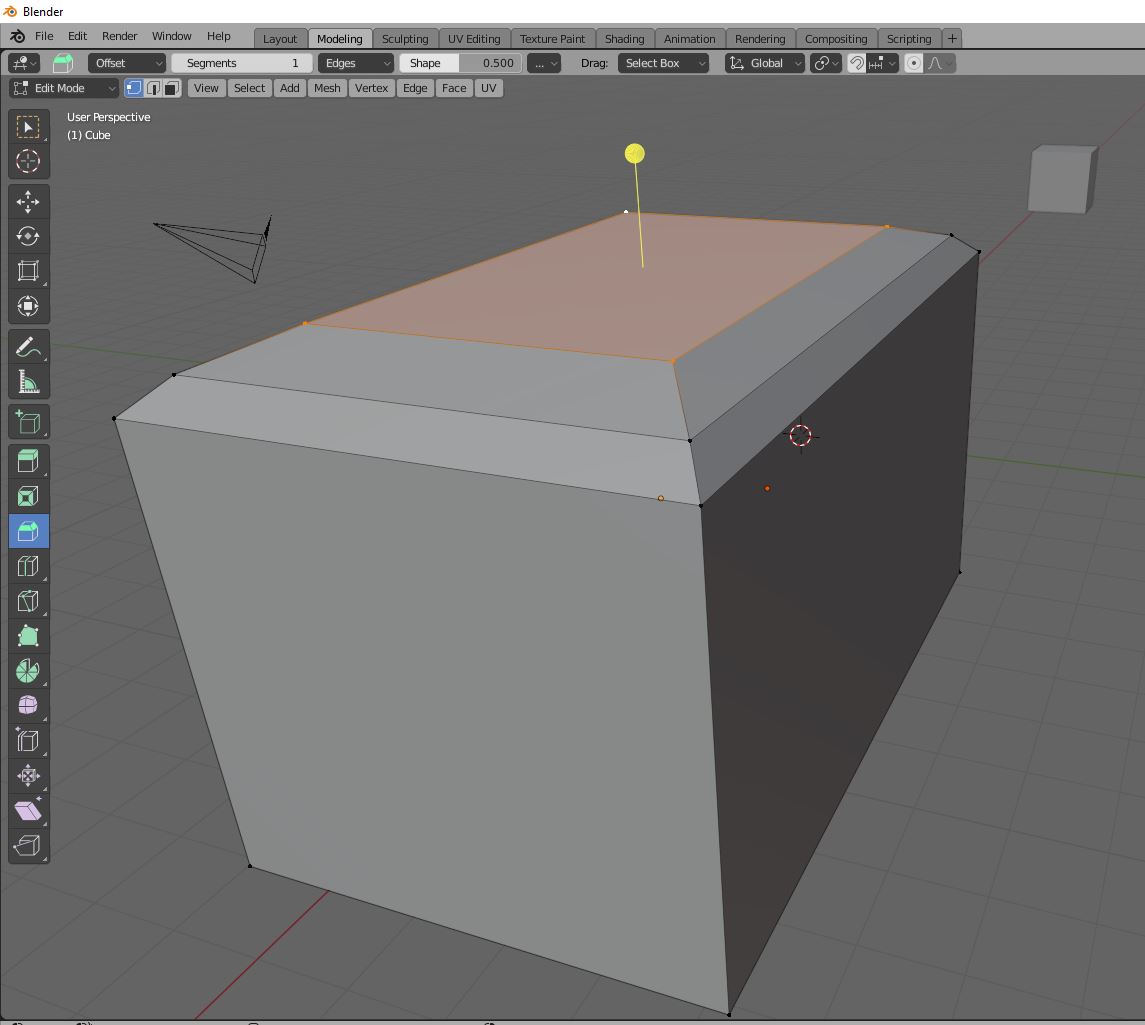 Blender
File Edit Render Window Help Layout Modeling Sculpting UV Editing Texture Paint Shading Animation Rendering Compositing Scripting +
Offset Segments 1 Edges Shape 0.500 ... Drag: Select Box Global
Edit Mode View Select Add Mesh Vertex Edge Face UV
User Perspective
(1) Cube